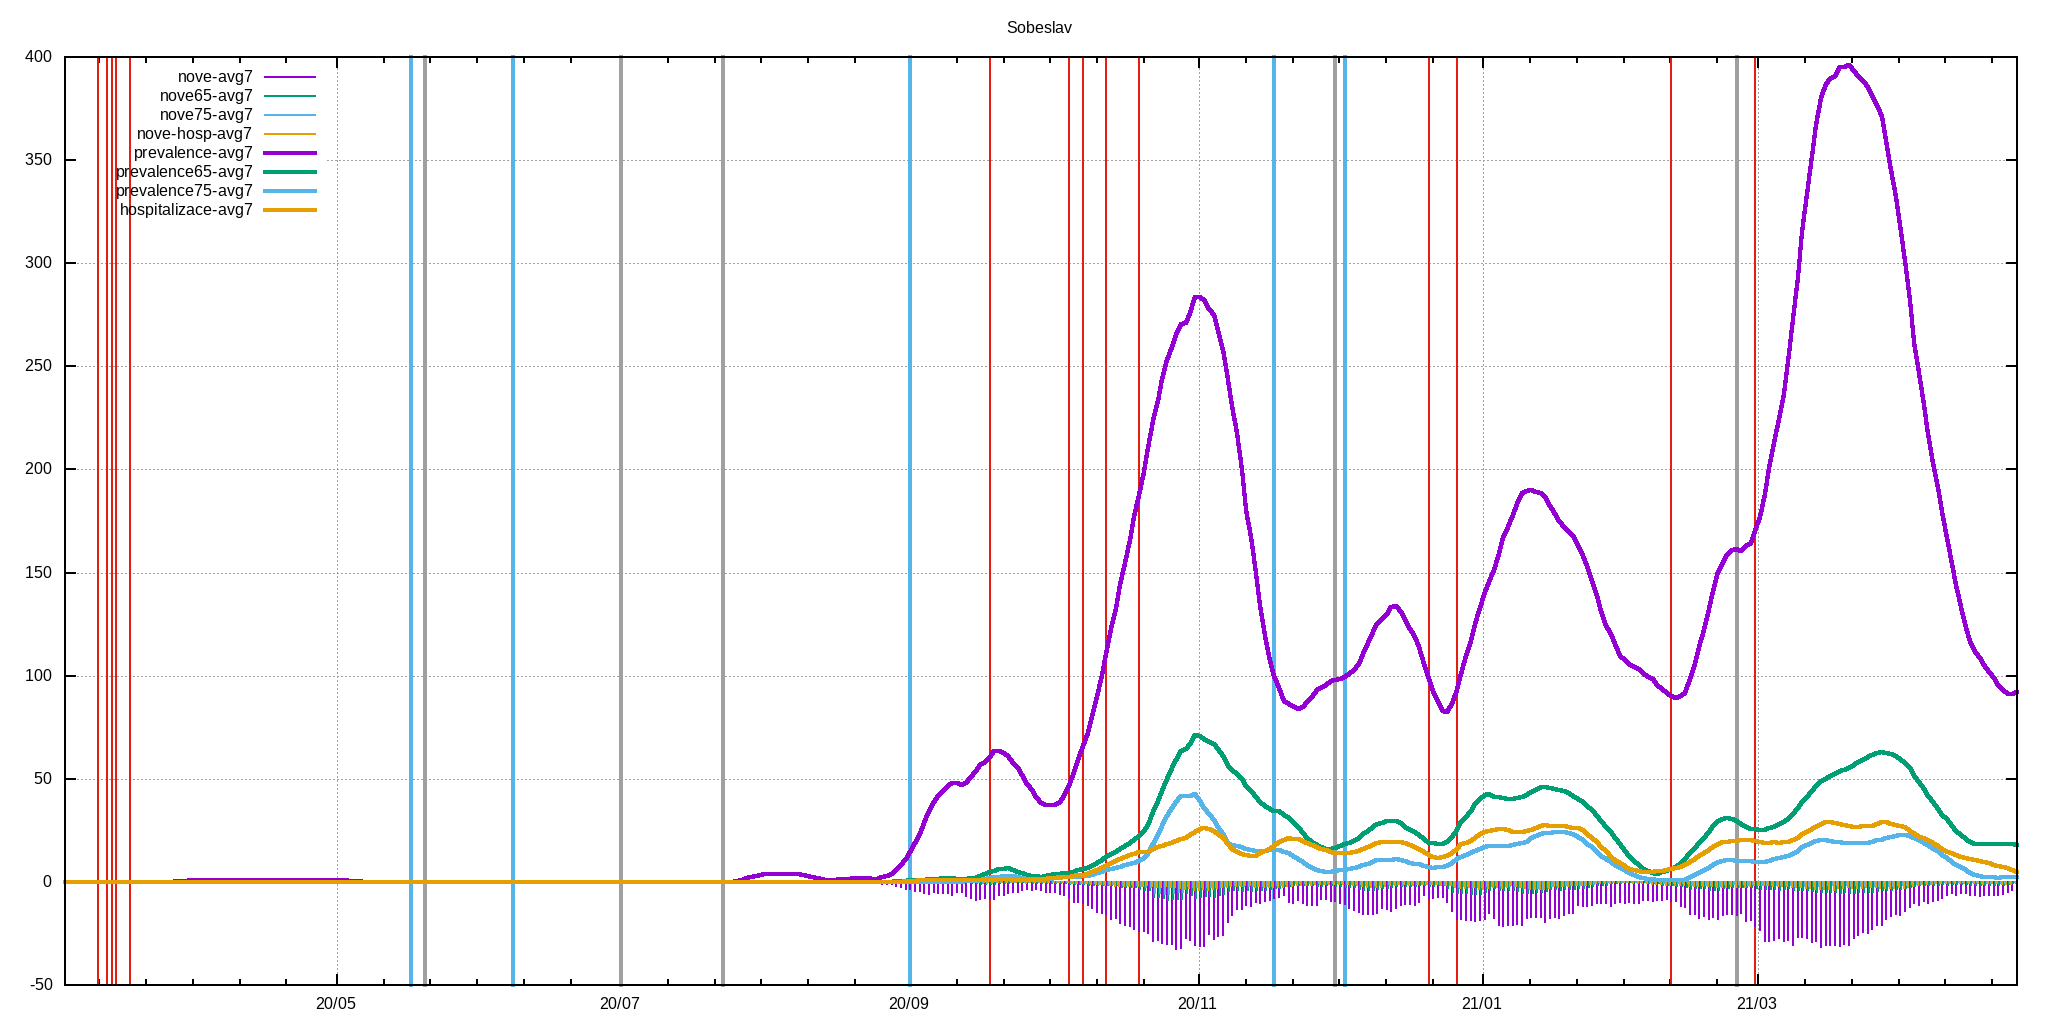 Sobeslav
400
350
300
250
200
150
100
50
0
-50
nove-avg7
nove65-avg7
nove75-avg7
nove-hosp-avg7
prevalence-avg7
prevalence65-avg7
prevalence75-avg7
hospitalizace-avg7
20/05 20/07 20/09 20/11 21/01 21/03